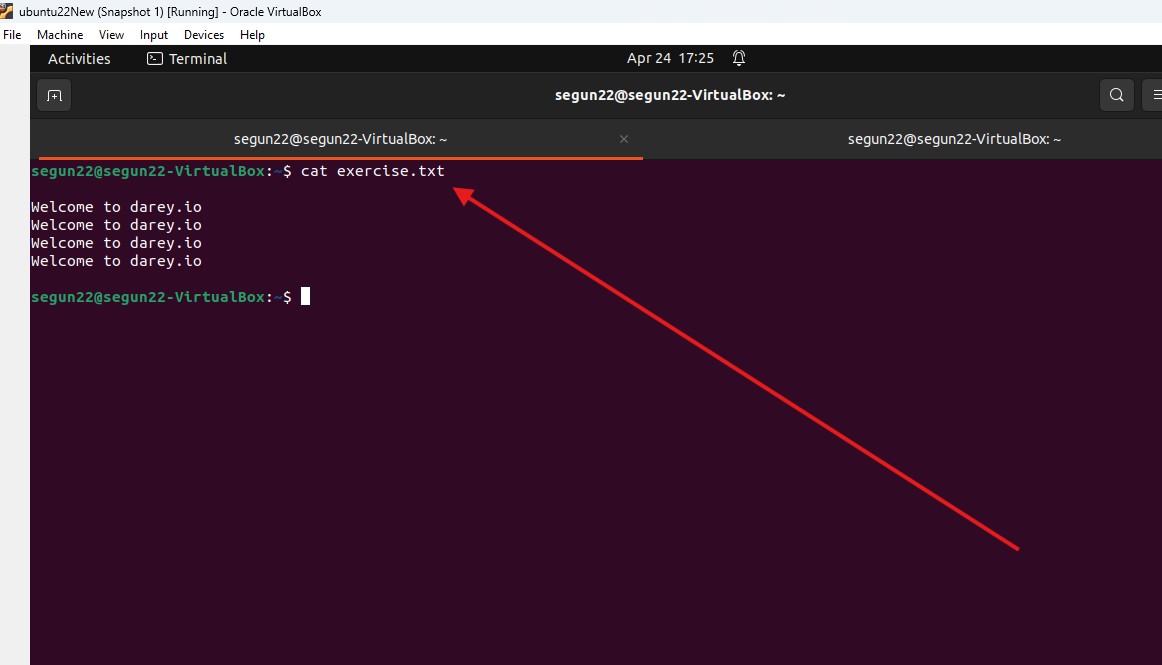 ubuntu22New (Snapshot 1) [Running] - Oracle VirtualBox
File Machine View Input Devices Help
Activities Terminal Apr 24 17:25
segun22@segun22-VirtualBox: ~
segun22@segun22-VirtualBox: ~ × segun22@segun22-VirtualBox: ~
segun22@segun22-VirtualBox:~$ cat exercise.txt
Welcome to darey.io
Welcome to darey.io
Welcome to darey.io
Welcome to darey.io
segun22@segun22-VirtualBox:~$